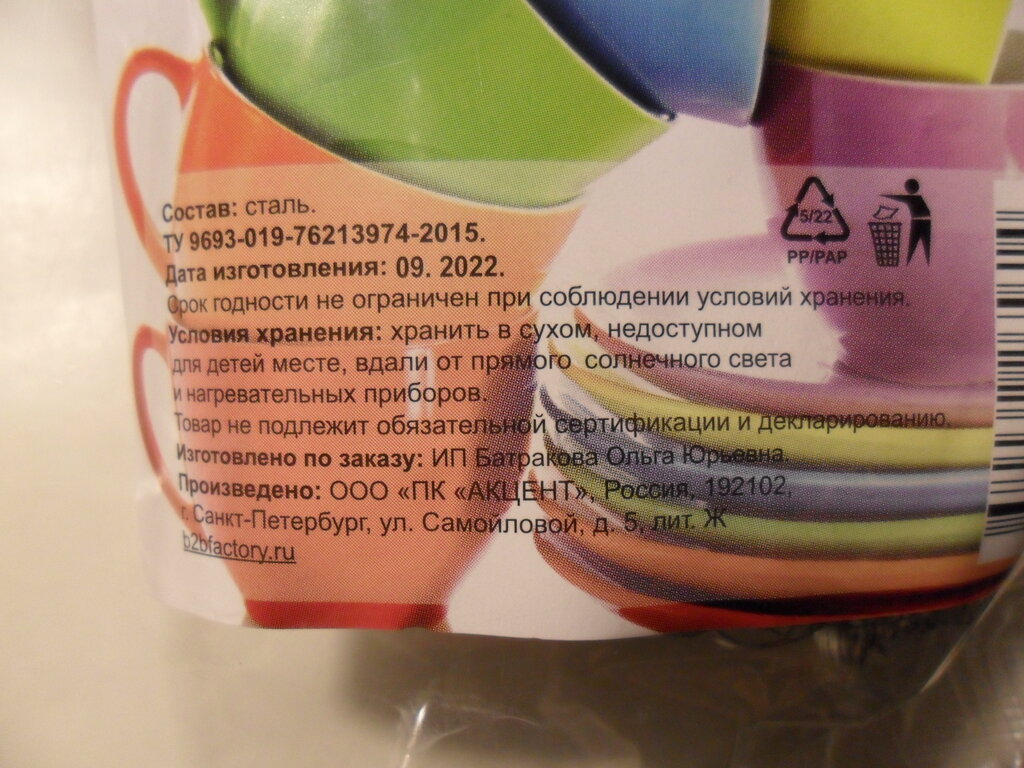 Состав: сталь.
ТУ 9693-019-76213974-2015.
Дата изготовления: 09. 2022.
Срок годности не ограничен при соблюдении условий хранения.
Условия хранения: хранить в сухом, недоступном
для детей месте, вдали от прямого солнечного света
и нагревательных приборов.
Товар не подлежит обязательной сертификации и декларированию.
Изготовлено по заказу: ИП Батракова Ольга Юрьевна.
Произведено: ООО «ПК «АКЦЕНТ», Россия, 192102,
г. Санкт-Петербург, ул. Самойловой, д. 5, лит. Ж
b2bfactory.ru
5/22
PP/PAP